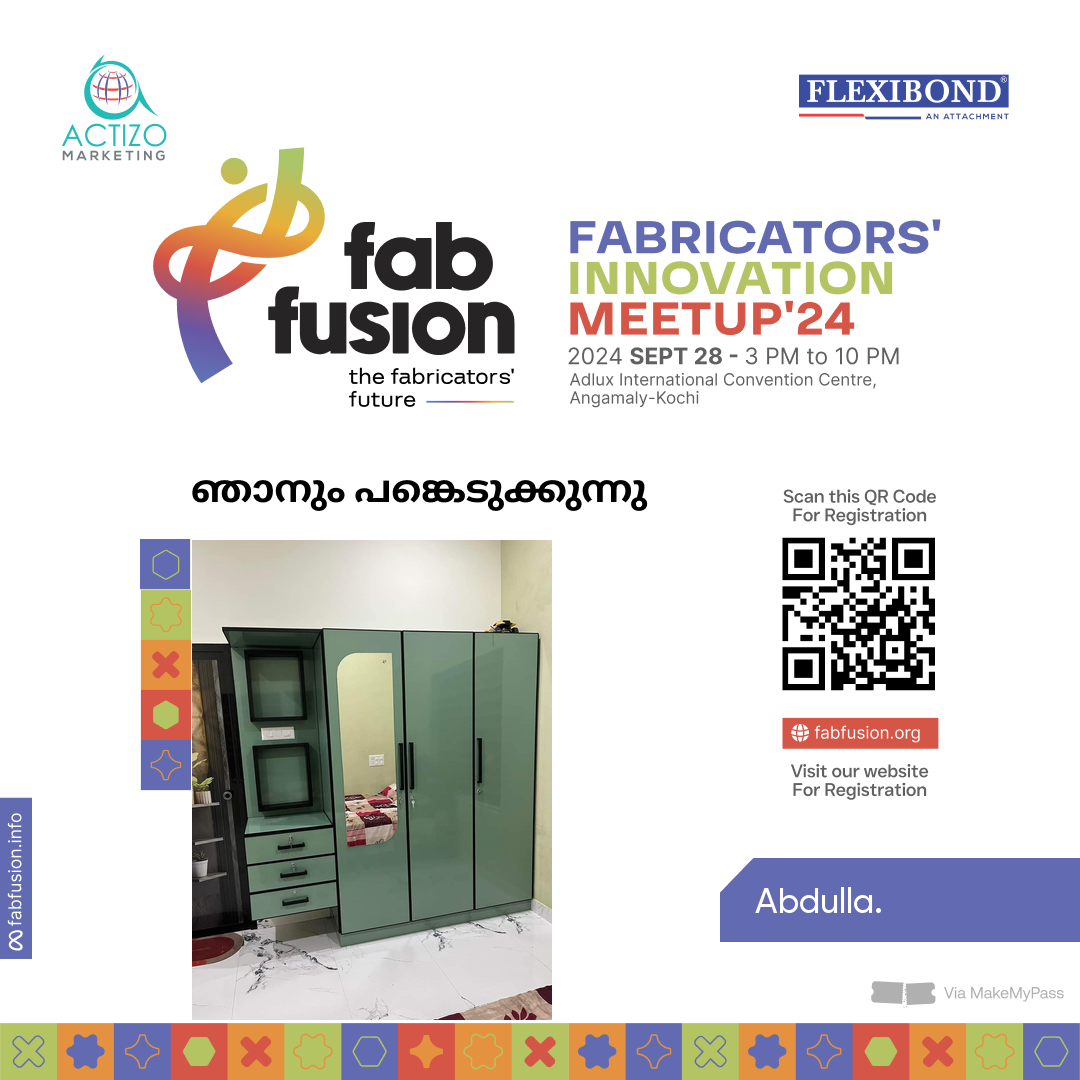 ACTIZO
MARKETING
FLEXIBOND®
AN ATTACHMENT
fab
fusion
the fabricators'
future
FABRICATORS'
INNOVATION
MEETUP'24
2024 SEPT 28 - 3 PM to 10 PM
Adlux International Convention Centre,
Angamaly-Kochi
ഞാനും പങ്കെടുക്കുന്നു
Scan this QR Code
For Registration
fabfusion.org
Visit our website
For Registration
fabfusion.info
Abdulla.
Via MakeMyPass